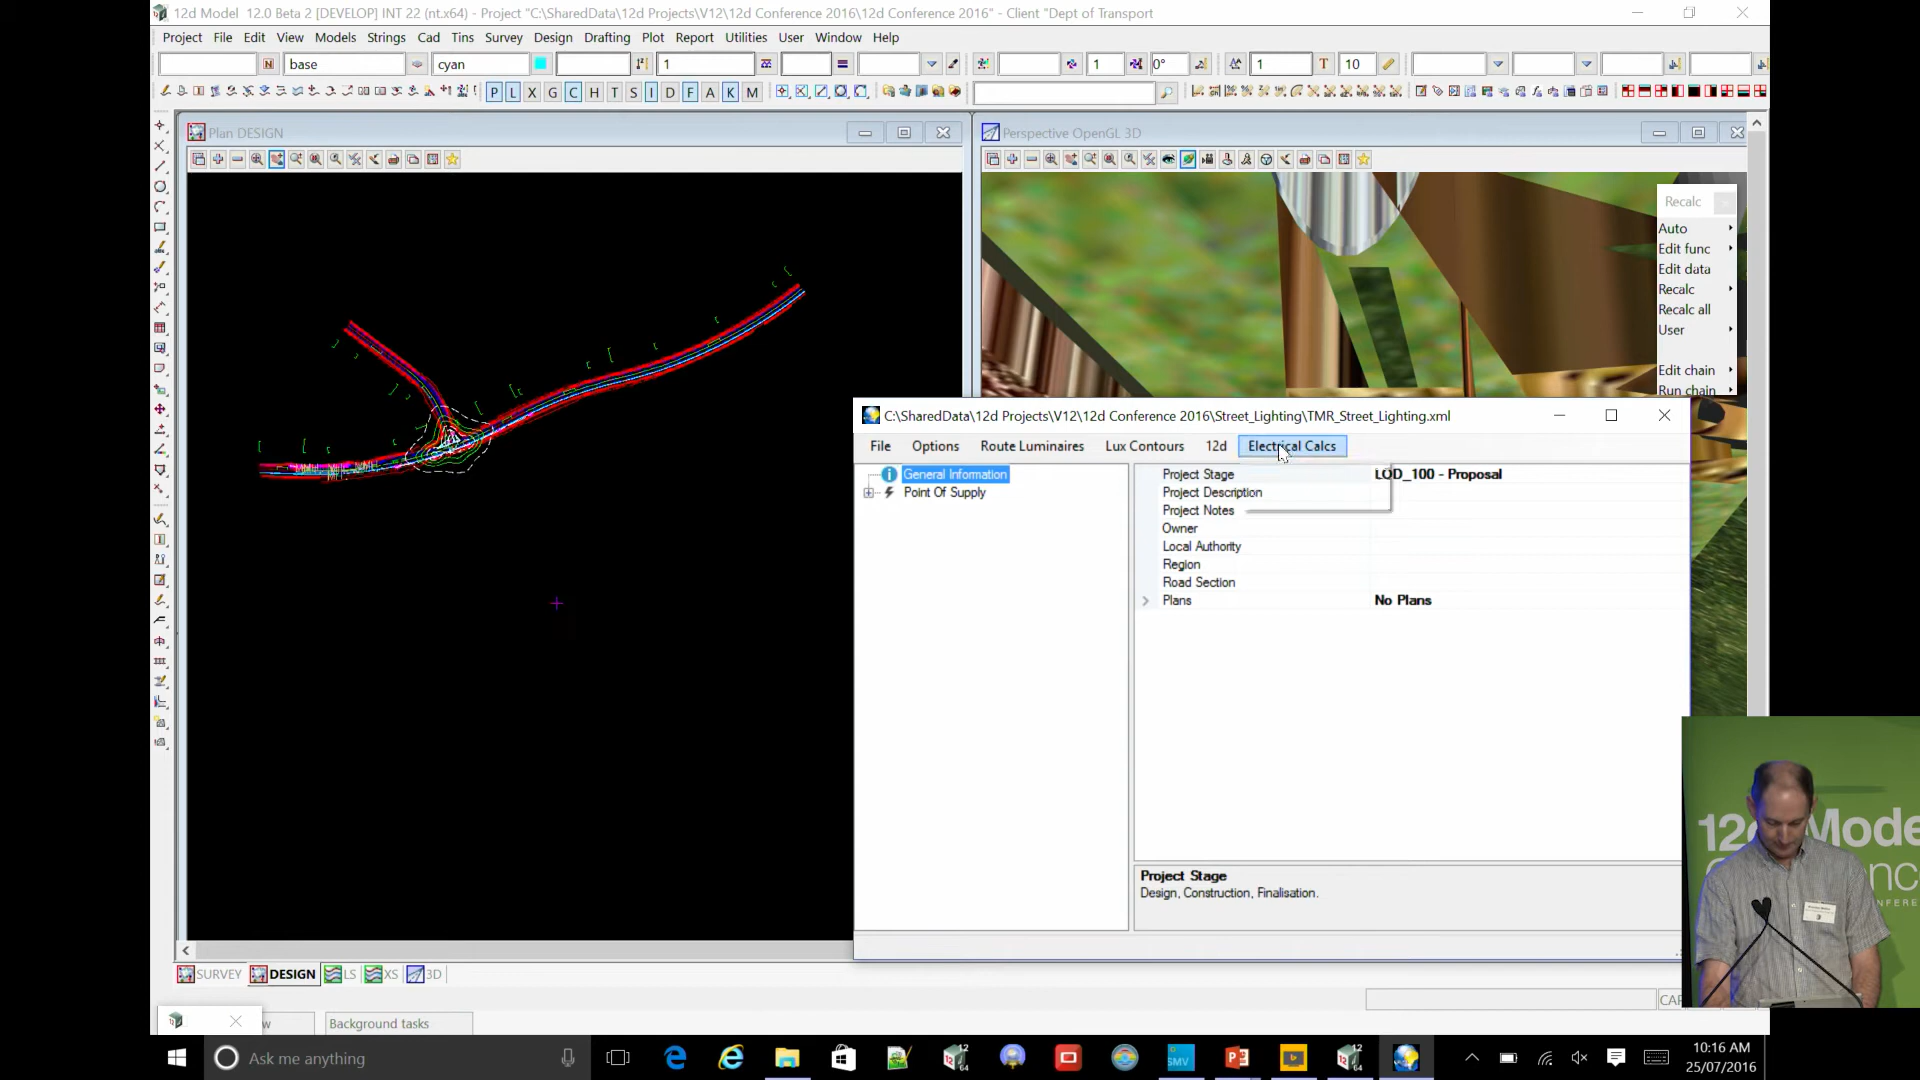 12d Model 12.0 Beta 2 [DEVELOP] INT 22 (nt.x64) - Project "C:\SharedData\12d Projects\V12\12d Conference 2016\12d Conference 2016" - Client "Dept of Transport
Project File Edit View Models Strings Cad Tins Survey Design Drafting Plot Report Utilities User Window Help
N base cyan 1 1 0° 1 T 10
P L X G C H T S I D F A K M
Plan DESIGN
Perspective OpenGL 3D
Recalc
Auto
Edit func
Edit data
Recalc
Recalc all
User
Edit chain
Run chain
C:\SharedData\12d Projects\V12\12d Conference 2016\Street_Lighting\TMR_Street_Lighting.xml
File Options Route Luminaires Lux Contours 12d Electrical Calcs
General Information
Point Of Supply
Project Stage LOD_100 - Proposal
Project Description
Project Notes
Owner
Local Authority
Region
Road Section
Plans No Plans
Project Stage
Design, Construction, Finalisation.
SURVEY DESIGN LS XS 3D
w Background tasks
Ask me anything
10:16 AM
25/07/2016